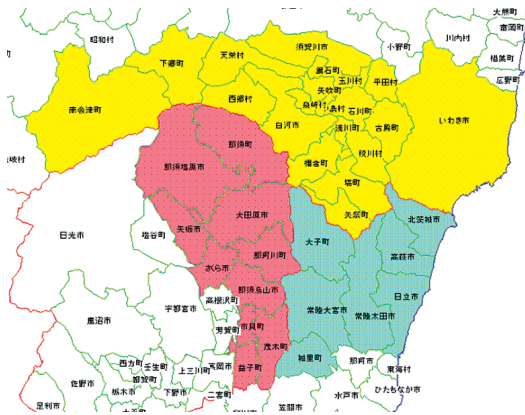 大熊町
富岡町
川内村
楢葉町
広野町
昭和村
須賀川市
小野町
下郷町
天栄村
鏡石町
玉川村
平田村
矢吹町
南会津町
西郷村
泉崎村
中島村
石川町
白河市
浅川町
古殿町
いわき市
那須町
棚倉町
鮫川村
檜枝岐村
那須塩原市
塙町
大田原市
矢祭町
北茨城市
日光市
塩谷町
矢板市
大子町
那珂川町
高萩市
さくら市
那須烏山市
日立市
高根沢町
常陸大宮市
常陸太田市
鹿沼市
宇都宮市
芳賀町
市貝町
茂木町
城里町
那珂市
東海村
西方町
壬生町
上三川町
真岡市
益子町
都賀町
佐野市
栃木市
下野市
二宮町
水戸市
ひたちなか市
足利市
笠間市